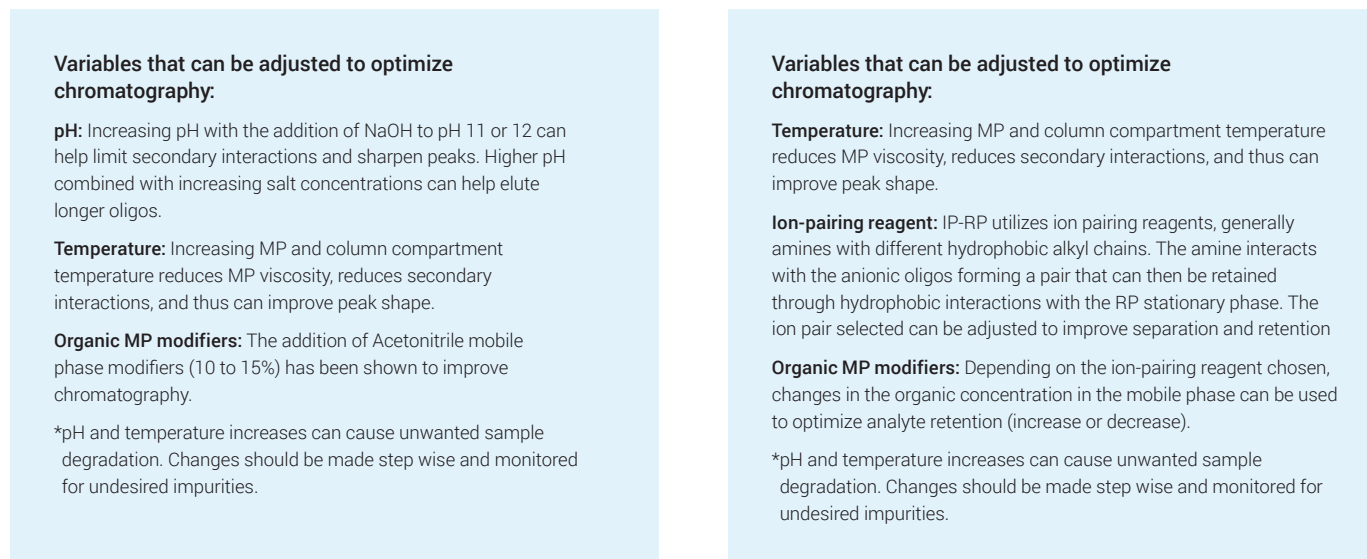 Variables that can be adjusted to optimize
chromatography:
pH: Increasing pH with the addition of NaOH to pH 11 or 12 can
help limit secondary interactions and sharpen peaks. Higher pH
combined with increasing salt concentrations can help elute
longer oligos.
Temperature: Increasing MP and column compartment
temperature reduces MP viscosity, reduces secondary
interactions, and thus can improve peak shape.
Organic MP modifiers: The addition of Acetonitrile mobile
phase modifiers (10 to 15%) has been shown to improve
chromatography.
*pH and temperature increases can cause unwanted sample
degradation. Changes should be made step wise and monitored
for undesired impurities.
Variables that can be adjusted to optimize
chromatography:
Temperature: Increasing MP and column compartment temperature
reduces MP viscosity, reduces secondary interactions, and thus can
improve peak shape.
Ion-pairing reagent: IP-RP utilizes ion pairing reagents, generally
amines with different hydrophobic alkyl chains. The amine interacts
with the anionic oligos forming a pair that can then be retained
through hydrophobic interactions with the RP stationary phase. The
ion pair selected can be adjusted to improve separation and retention
Organic MP modifiers: Depending on the ion-pairing reagent chosen,
changes in the organic concentration in the mobile phase can be used
to optimize analyte retention (increase or decrease).
*pH and temperature increases can cause unwanted sample
degradation. Changes should be made step wise and monitored for
undesired impurities.